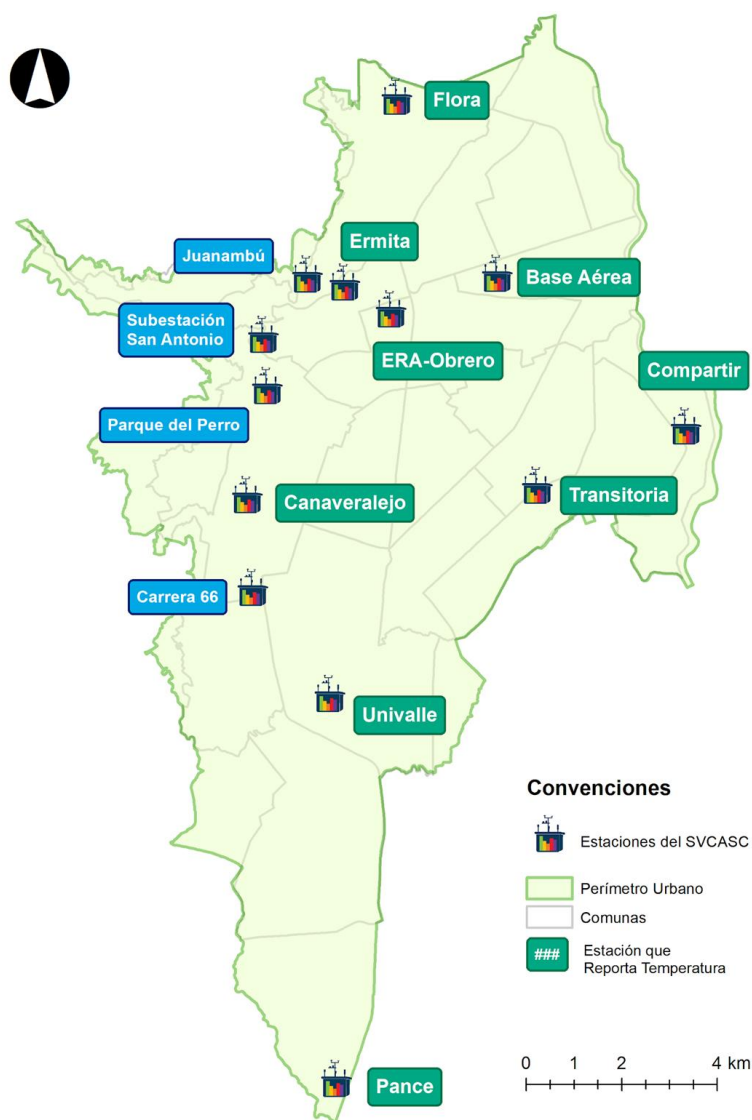 Flora
Ermita
Juanambú
Base Aérea
Subestación
San Antonio
ERA-Obrero
Compartir
Parque del Perro
Canaveralejo
Transitoria
Carrera 66
Univalle
Convenciones
Estaciones del SVCASC
Perímetro Urbano
Comunas
###
Estación que
Reporta Temperatura
0 1 2 4 km
Pance